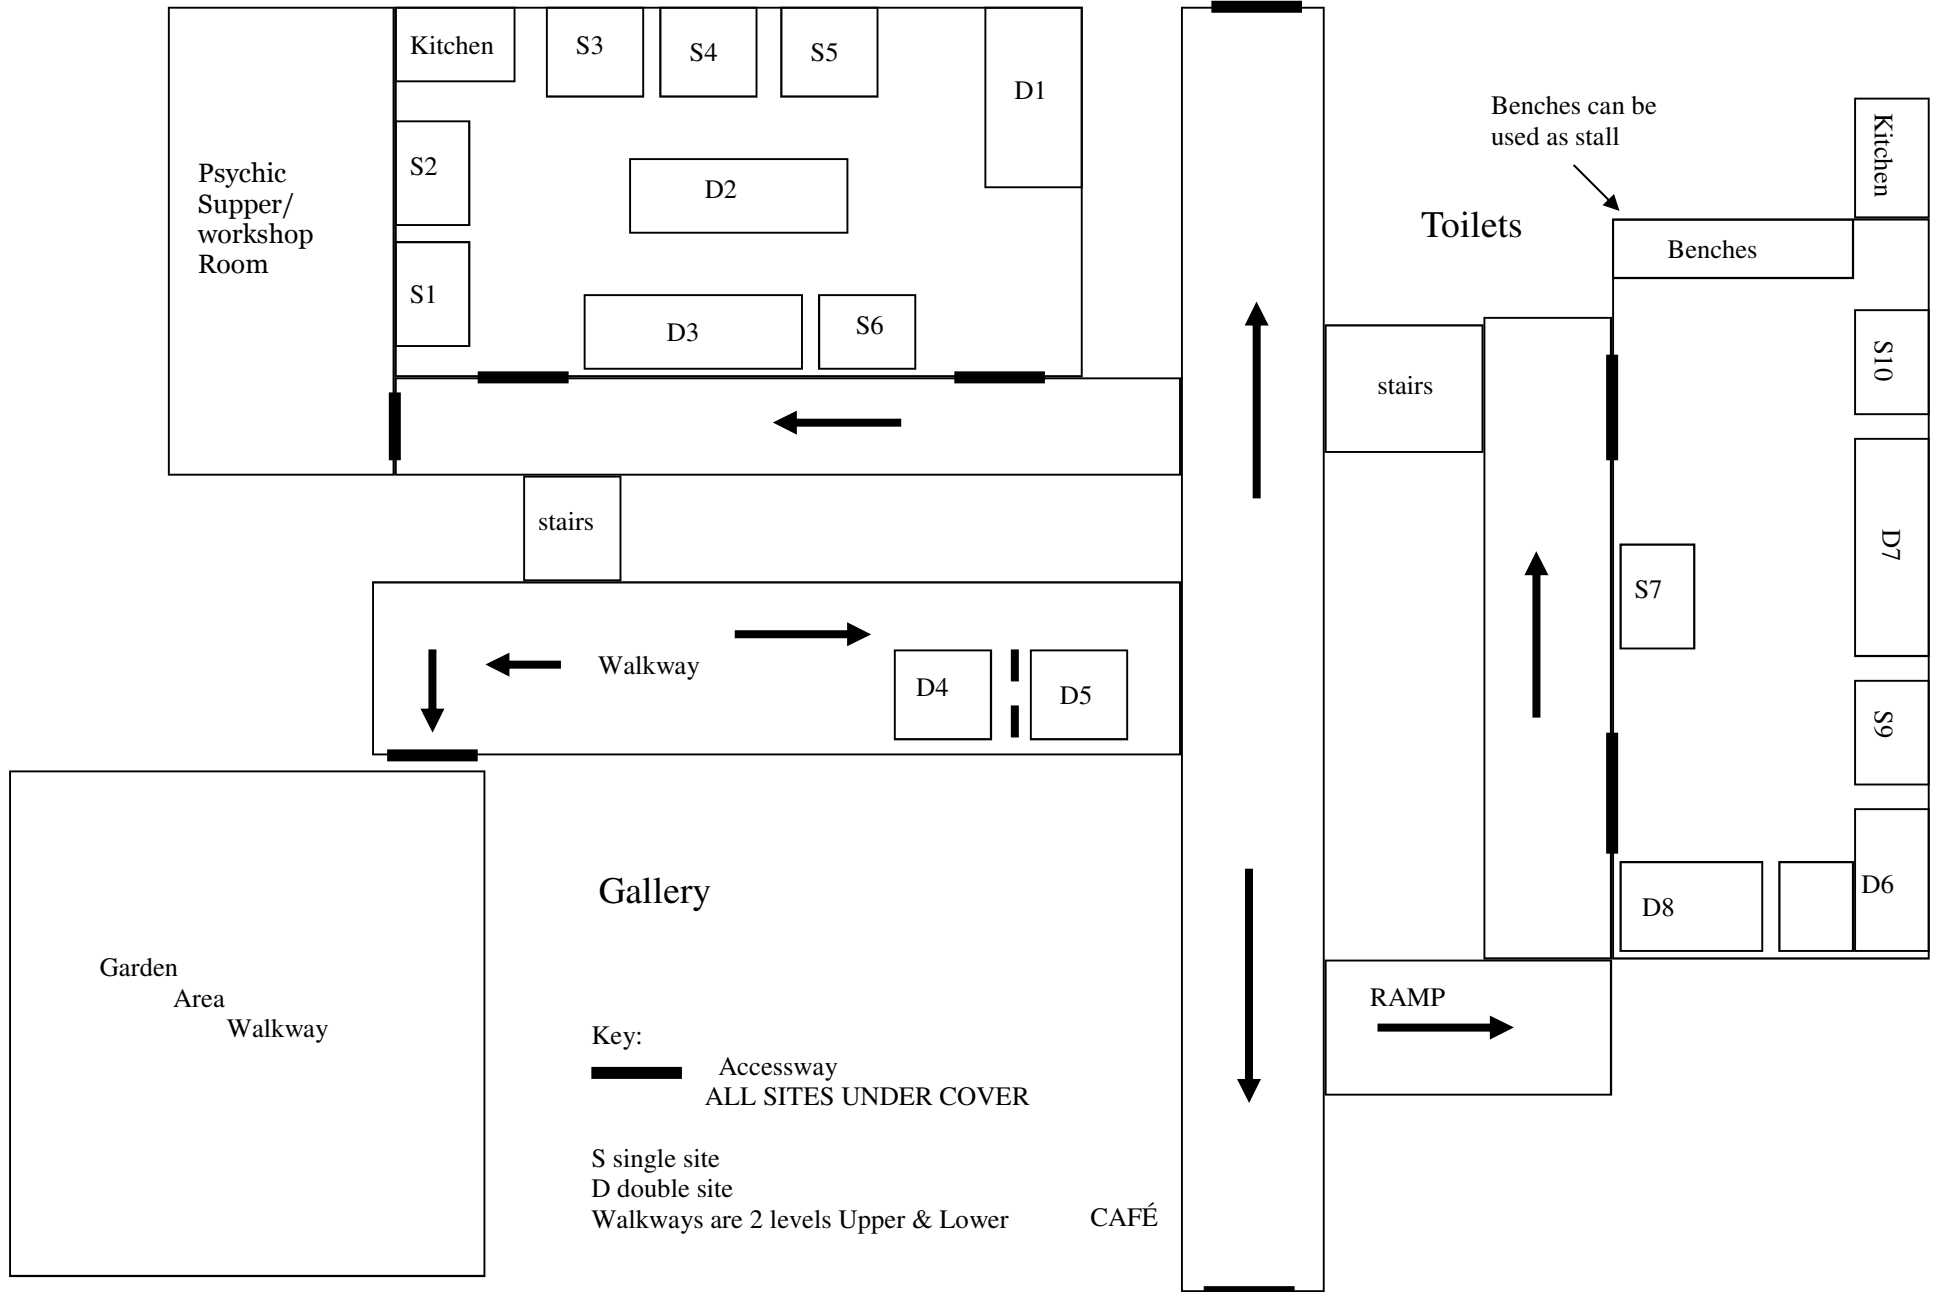 Kitchen
S3
S4
S5
D1
Psychic
Supper/
workshop
Room
S2
D2
S1
D3
S6
Benches can be
used as stall
Kitchen
Toilets
Benches
stairs
S10
stairs
D7
S7
Walkway
D4
D5
S9
D8
D6
Gallery
Garden
Area
Walkway
RAMP
Key:
Accessway
ALL SITES UNDER COVER
S single site
D double site
Walkways are 2 levels Upper & Lower
CAFÉ